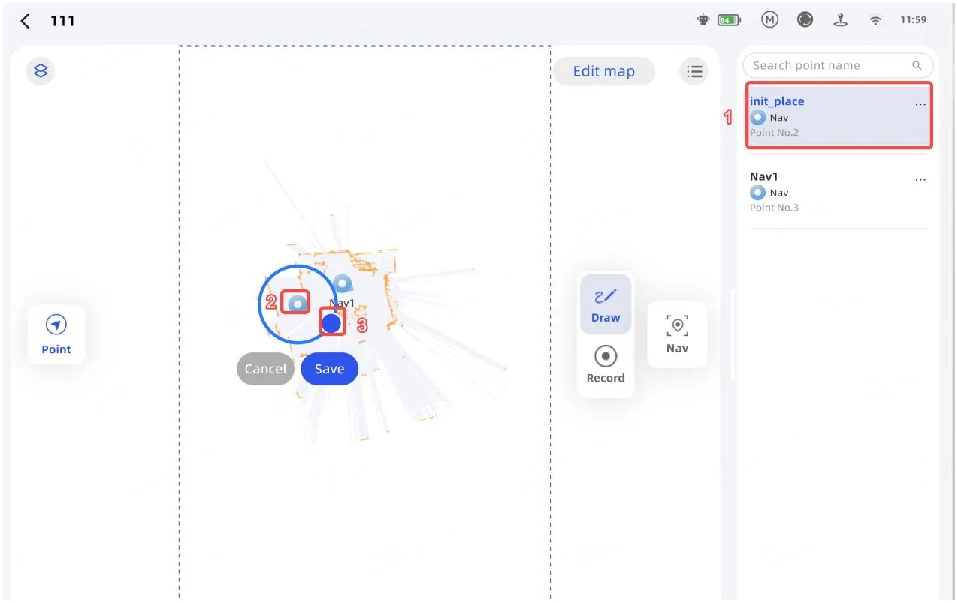 111
M
11:59
Edit map
Search point name
1
init_place
...
Nav
Point No.2
Nav1
...
Nav
Point No.3
2
Nav1
3
Point
Draw
Nav
Cancel
Save
Record